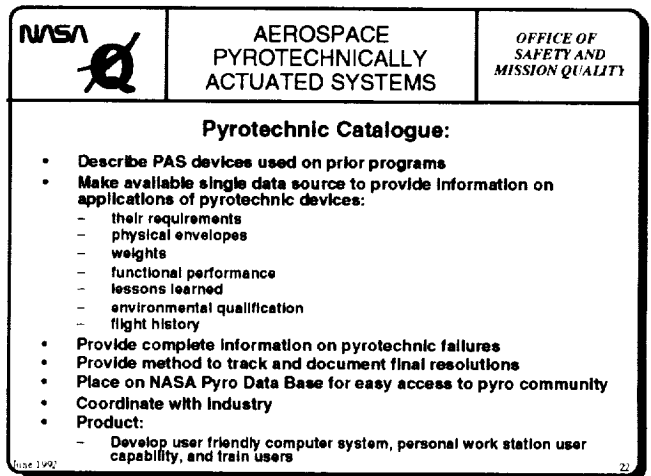 NASA
Q
AEROSPACE
PYROTECHNICALLY
ACTUATED SYSTEMS
OFFICE OF
SAFETY AND
MISSION QUALITY
Pyrotechnic Catalogue:
• Describe PAS devices used on prior programs
• Make available single data source to provide information on
applications of pyrotechnic devices:
– their requirements
– physical envelopes
– weights
– functional performance
– lessons learned
– environmental qualification
– flight history
• Provide complete information on pyrotechnic failures
• Provide method to track and document final resolutions
• Place on NASA Pyro Data Base for easy access to pyro community
• Coordinate with industry
• Product:
– Develop user friendly computer system, personal work station user
capability, and train users
June 1992
22